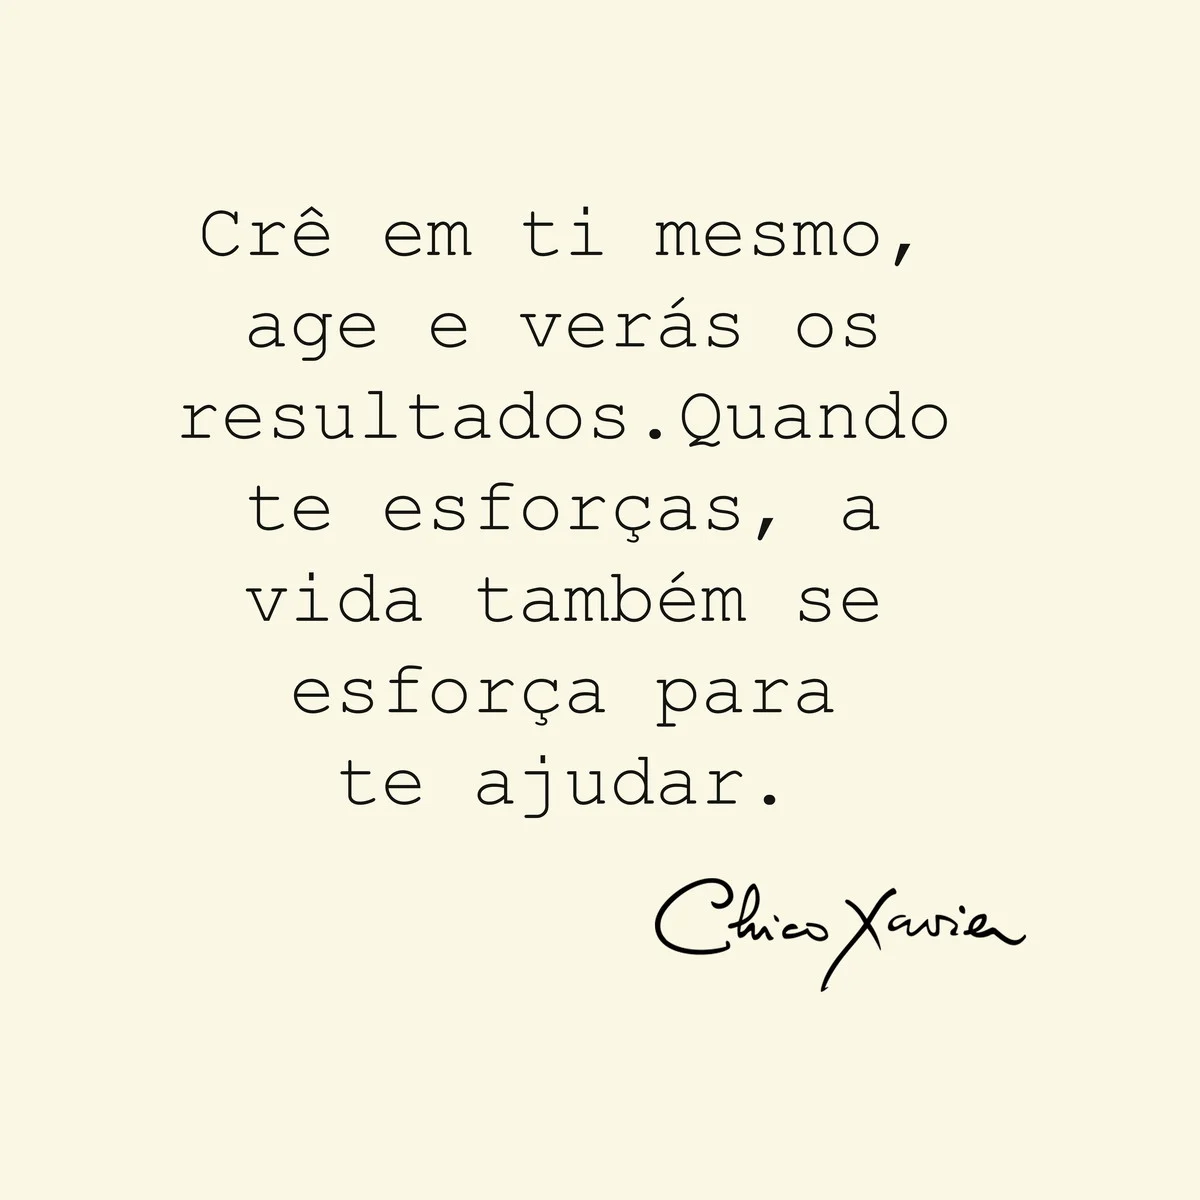 Crê em ti mesmo,
age e verás os
resultados.Quando
te esforças, a
vida também se
esforça para
te ajudar.
Chico Xavier